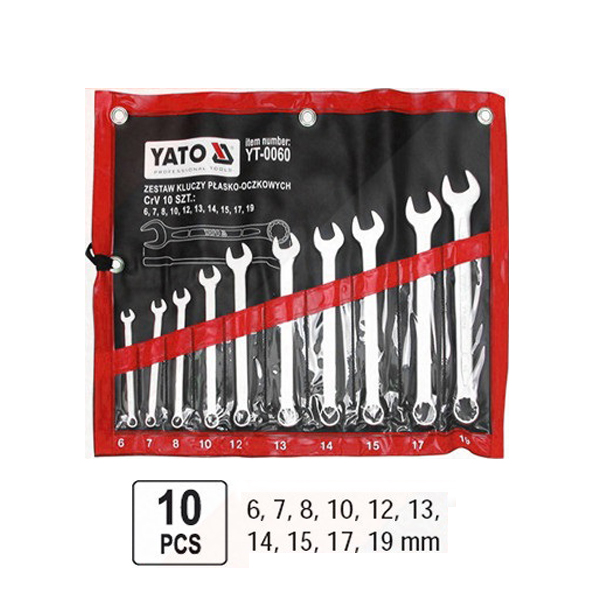 YATO
PROFESSIONAL TOOLS
item number:
YT-0060
ZESTAW KLUCZY PŁASKO-OCZKOWYCH
CrV 10 SZT.:
6, 7, 8, 10, 12, 13, 14, 15, 17, 19
YATO
6 7 8 10 12 13 14 15 17 19
10
PCS
6, 7, 8, 10, 12, 13,
14, 15, 17, 19 mm